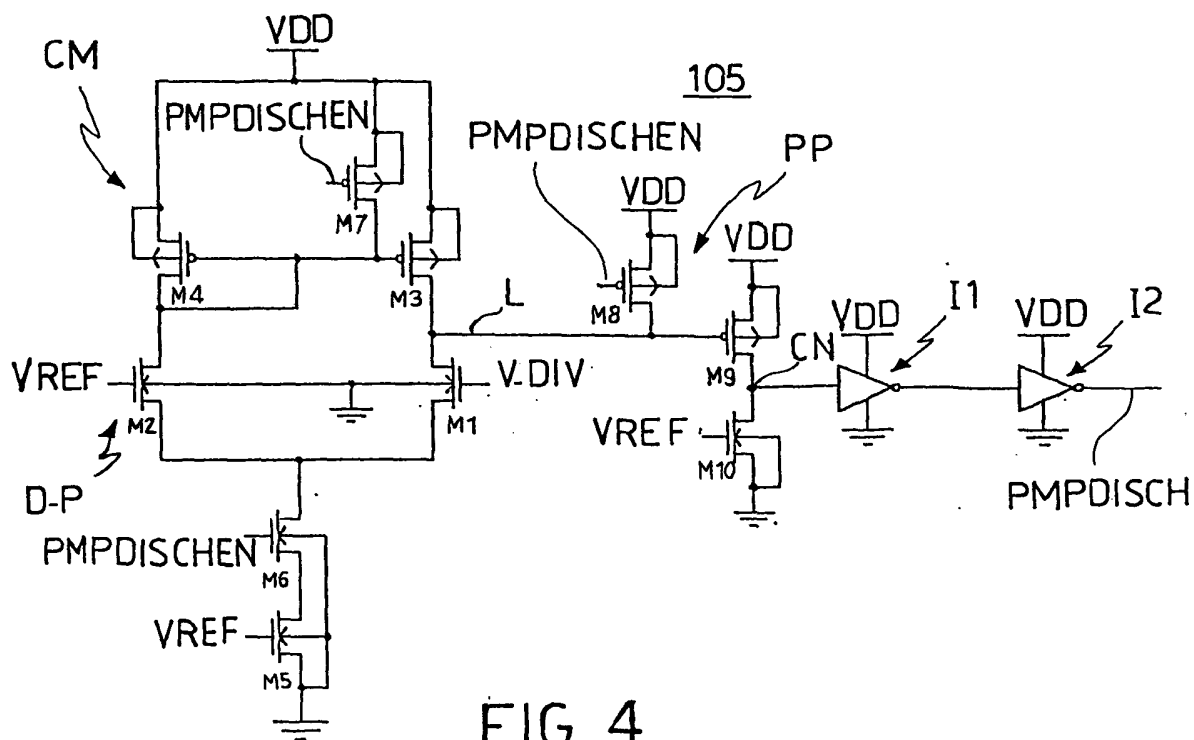 VDD
CM
105
PMPDISCHEN
PMPDISCHEN
PP
VDD
VDD
M7
M4
M3
M8
L
I1
I2
VDD
VDD
CN
M9
VREF
V-DIV
M2
M1
VREF
M10
D-P
PMPDISCH
PMPDISCHEN
M6
VREF
M5
FIG 4